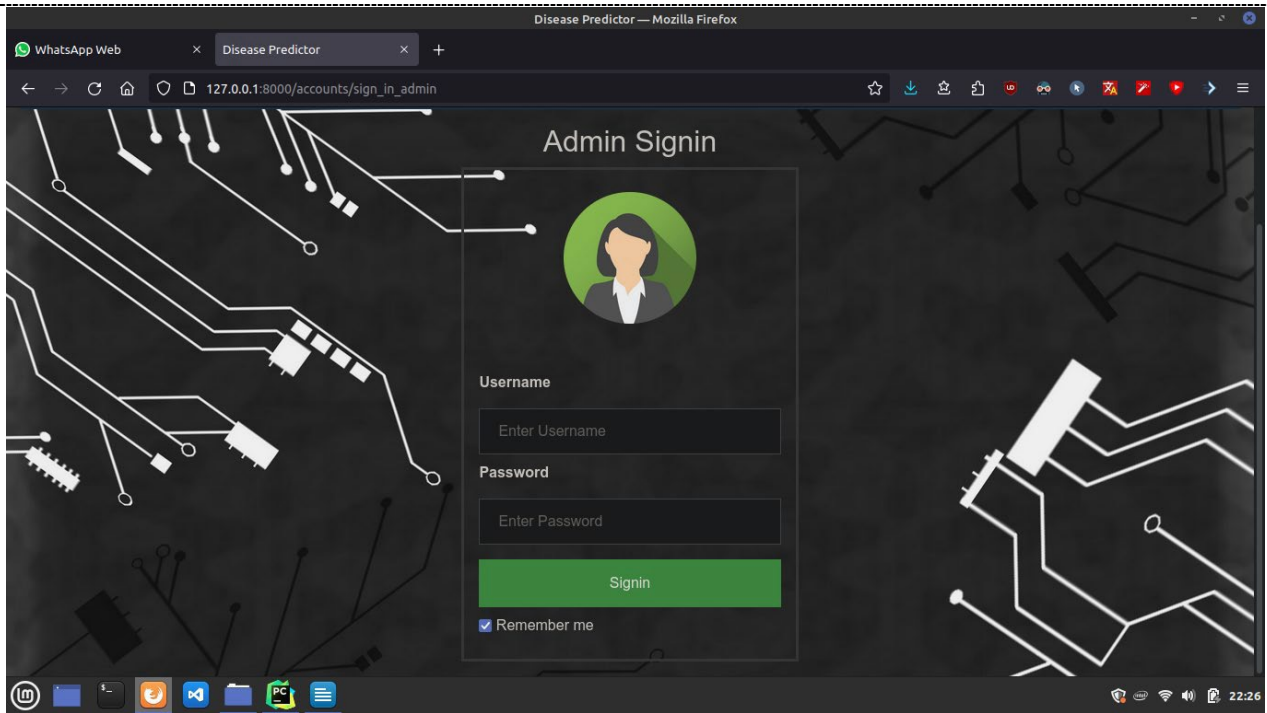 Disease Predictor — Mozilla Firefox
WhatsApp Web
Disease Predictor
127.0.0.1:8000/accounts/sign_in_admin
Admin Signin
Username
Enter Username
Password
Enter Password
Signin
Remember me
PC
22:26